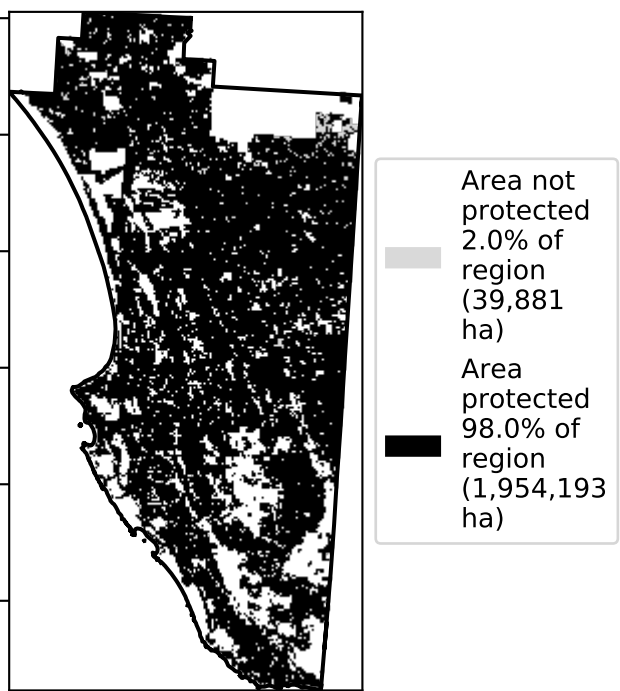 Area not
protected
2.0% of
region
(39,881
ha)
Area
protected
98.0% of
region
(1,954,193
ha)